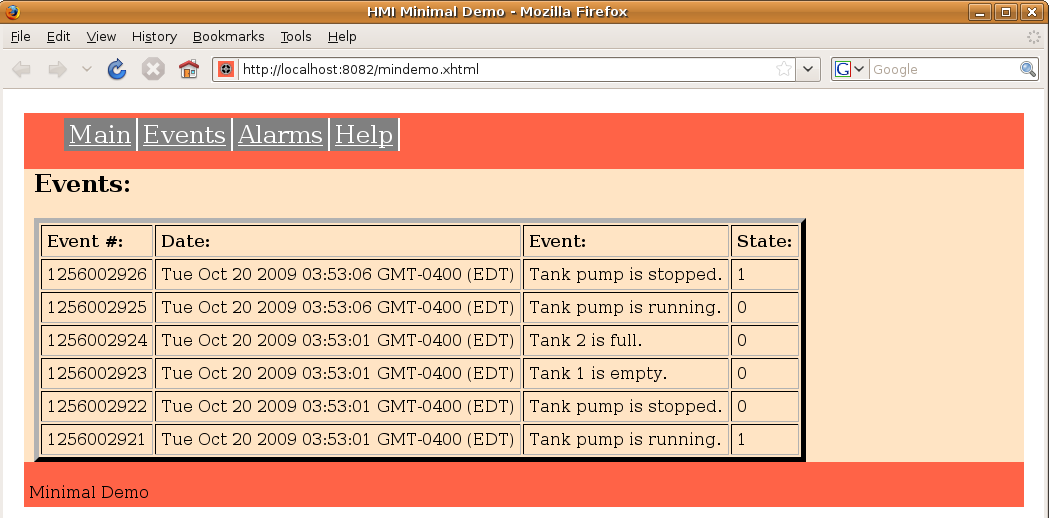 HMI Minimal Demo - Mozilla Firefox
File Edit View History Bookmarks Tools Help
http://localhost:8082/mindemo.xhtml G Google
Main Events Alarms Help
Events:
Event #: Date: Event: State:
1256002926 Tue Oct 20 2009 03:53:06 GMT-0400 (EDT) Tank pump is stopped. 1
1256002925 Tue Oct 20 2009 03:53:06 GMT-0400 (EDT) Tank pump is running. 0
1256002924 Tue Oct 20 2009 03:53:01 GMT-0400 (EDT) Tank 2 is full. 0
1256002923 Tue Oct 20 2009 03:53:01 GMT-0400 (EDT) Tank 1 is empty. 0
1256002922 Tue Oct 20 2009 03:53:01 GMT-0400 (EDT) Tank pump is stopped. 0
1256002921 Tue Oct 20 2009 03:53:01 GMT-0400 (EDT) Tank pump is running. 1
Minimal Demo